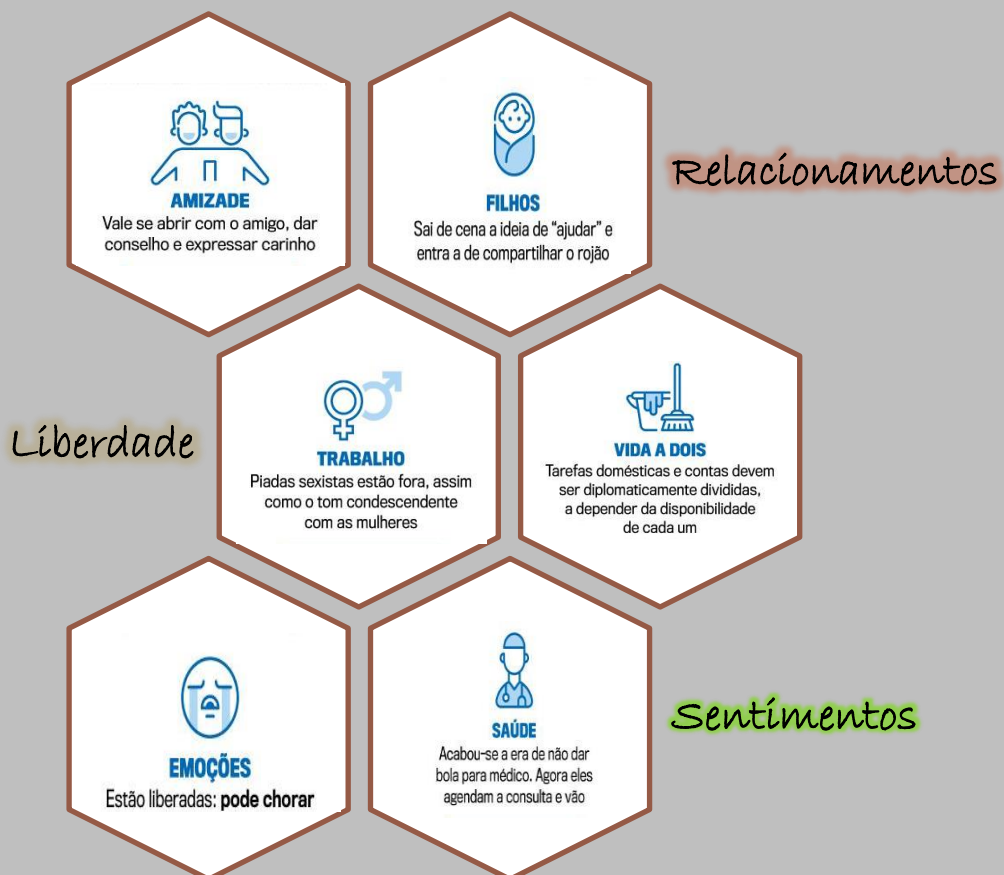 AMIZADE
Vale se abrir com o amigo, dar
conselho e expressar carinho
FILHOS
Sai de cena a ideia de “ajudar” e
entra a de compartilhar o rojão
Relacionamentos
Liberdade
TRABALHO
Piadas sexistas estão fora, assim
como o tom condescendente
com as mulheres
VIDA A DOIS
Tarefas domésticas e contas devem
ser diplomaticamente divididas,
a depender da disponibilidade
de cada um
EMOÇÕES
Estão liberadas: pode chorar
SAÚDE
Acabou-se a era de não dar
bola para médico. Agora eles
agendam a consulta e vão
Sentimentos